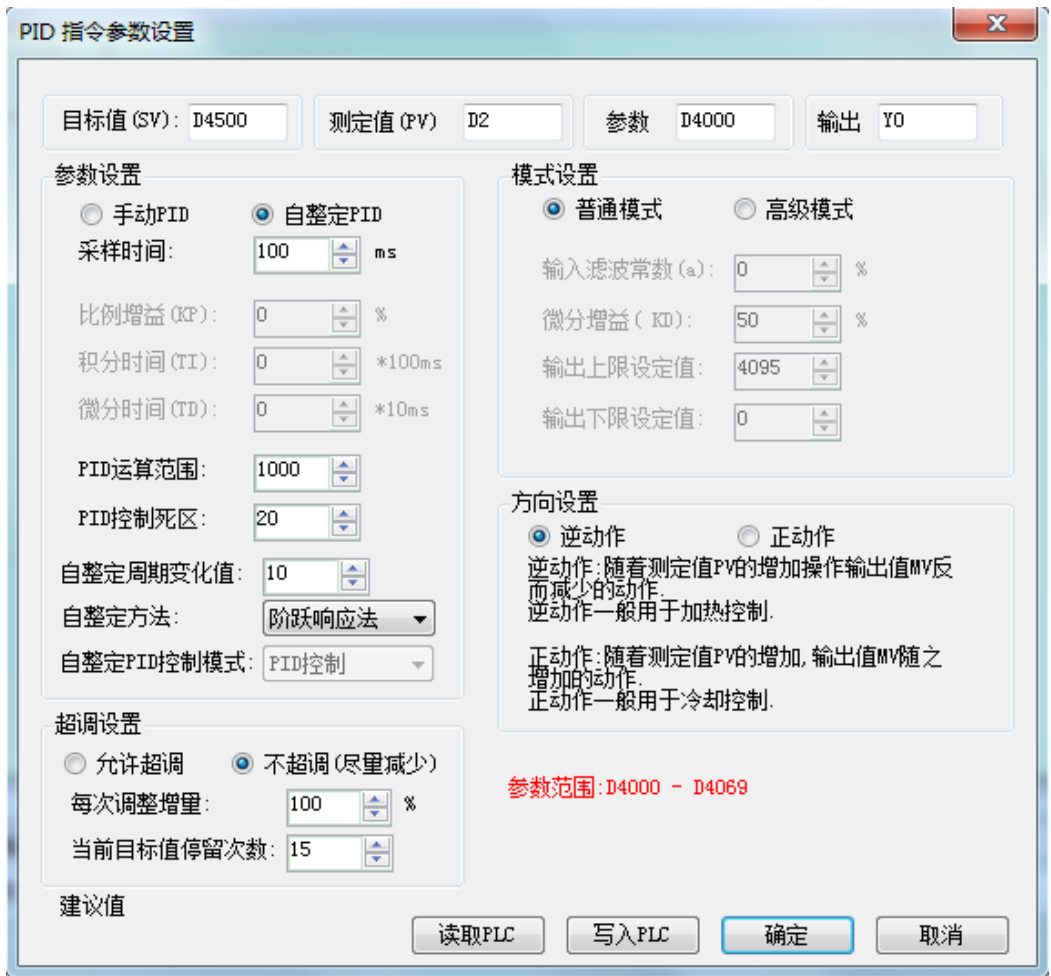 PID 指令参数设置
目标值(SV): D4500 测定值(PV) D2 参数 D4000 输出 Y0
参数设置
手动PID 自整定PID
采样时间: 100 ms
比例增益(KP): 0 %
积分时间(TI): 0 *100ms
微分时间(TD): 0 *10ms
PID运算范围: 1000
PID控制死区: 20
自整定周期变化值: 10
自整定方法: 阶跃响应法
自整定PID控制模式: PID控制
超调设置
允许超调 不超调(尽量减少)
每次调整增量: 100 %
当前目标值停留次数: 15
建议值
模式设置
普通模式 高级模式
输入滤波常数(a): 0 %
微分增益( KD): 50 %
输出上限设定值: 4095
输出下限设定值: 0
方向设置
逆动作 正动作
逆动作:随着测定值PV的增加操作输出值MV反
而减少的动作.
逆动作一般用于加热控制.
正动作:随着测定值PV的增加,输出值MV随之
增加的动作.
正动作一般用于冷却控制.
参数范围:D4000 - D4069
读取PLC 写入PLC 确定 取消